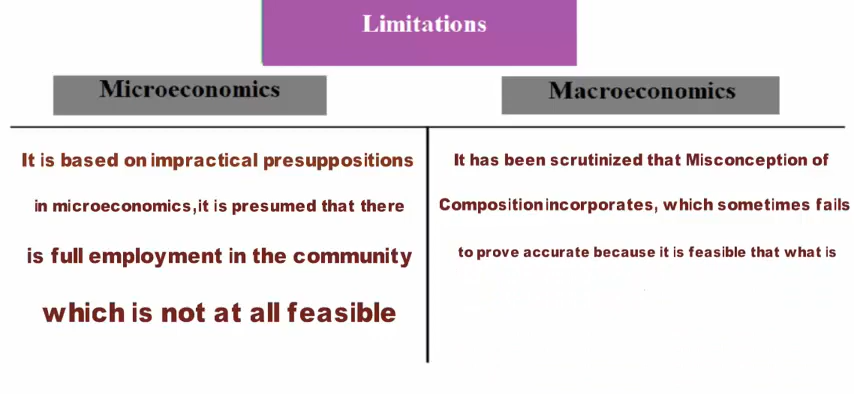 Limitations
Microeconomics
Macroeconomics
It is based on impractical presuppositions
in microeconomics,it is presumed that there
is full employment in the community
which is not at all feasible
It has been scrutinized that Misconception of
Composition incorporates, which sometimes fails
to prove accurate because it is feasible that what is